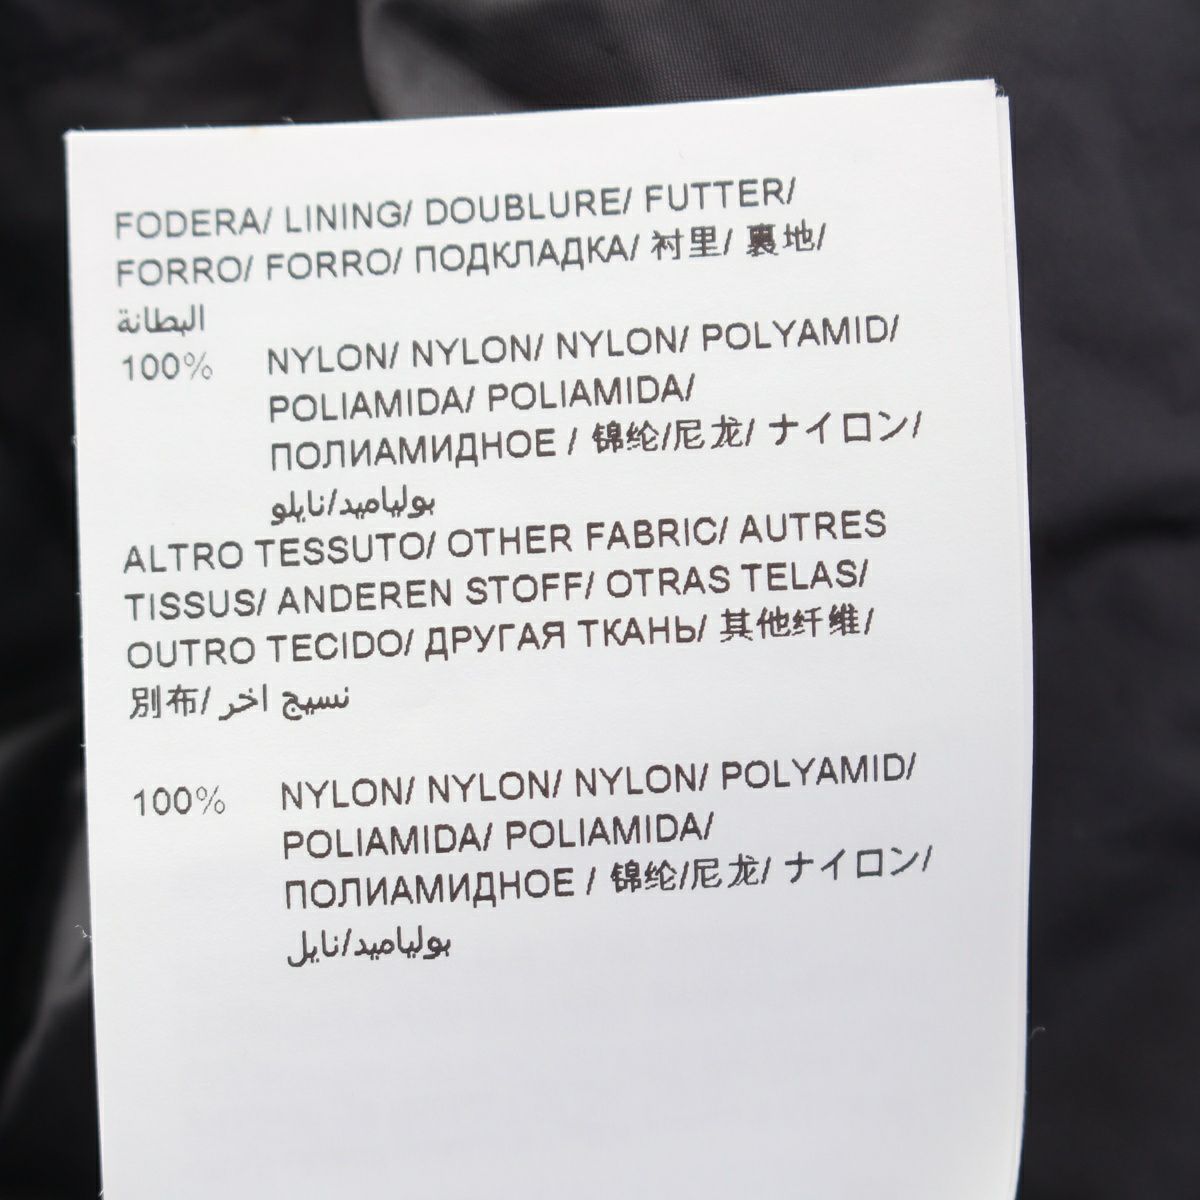 FODERA/ LINING/ DOUBLURE/ FUTTER/
FORRO/ FORRO/ ПОДКЛАДКА/ 衬里/ 裏地/
البطانة
100% NYLON/ NYLON/ NYLON/ POLYAMID/
POLIAMIDA/ POLIAMIDA/
ПОЛИАМИДНОЕ / 锦纶/尼龙/ ナイロン/
بولياميد/نايلو
ALTRO TESSUTO/ OTHER FABRIC/ AUTRES
TISSUS/ ANDEREN STOFF/ OTRAS TELAS/
OUTRO TECIDO/ ДРУГАЯ ТКАНЬ/ 其他纤维/
別布/ نسيج اخر
100% NYLON/ NYLON/ NYLON/ POLYAMID/
POLIAMIDA/ POLIAMIDA/
ПОЛИАМИДНОЕ / 锦纶/尼龙/ ナイロン/
بولياميد/نايل